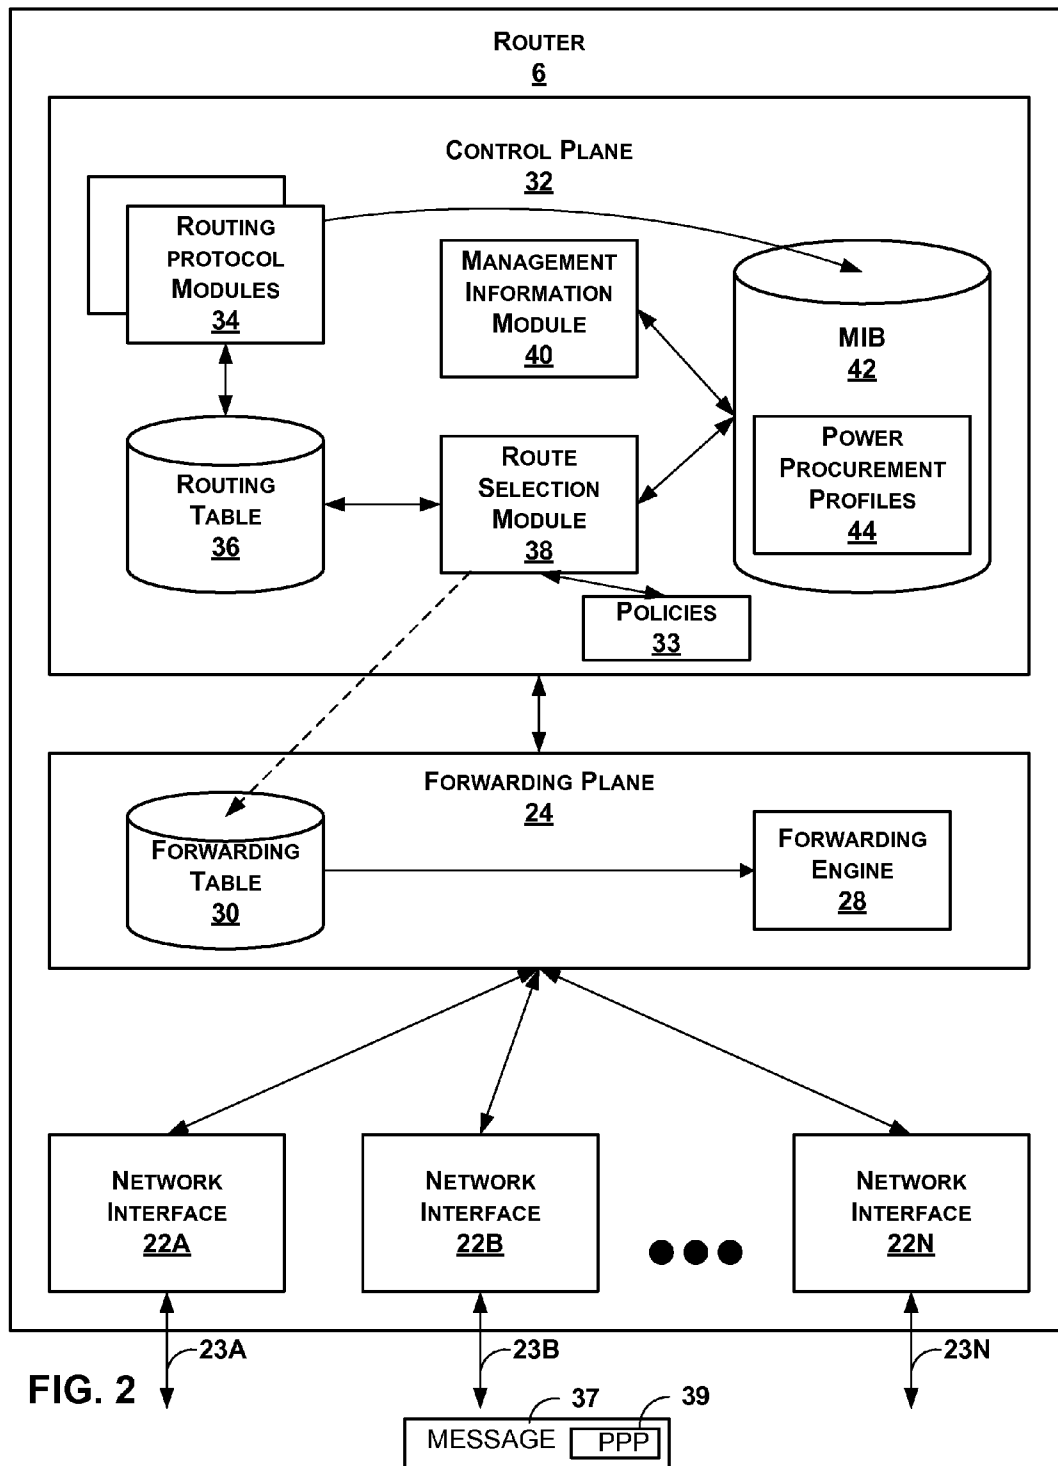 ROUTER
6
CONTROL PLANE
32
ROUTING
PROTOCOL
MODULES
34
MANAGEMENT
INFORMATION
MODULE
40
MIB
42
POWER
PROCUREMENT
PROFILES
44
ROUTING
TABLE
36
ROUTE
SELECTION
MODULE
38
POLICIES
33
FORWARDING PLANE
24
FORWARDING
TABLE
30
FORWARDING
ENGINE
28
NETWORK
INTERFACE
22A
NETWORK
INTERFACE
22B
NETWORK
INTERFACE
22N
23A
23B
23N
FIG. 2
37
39
MESSAGE
PPP